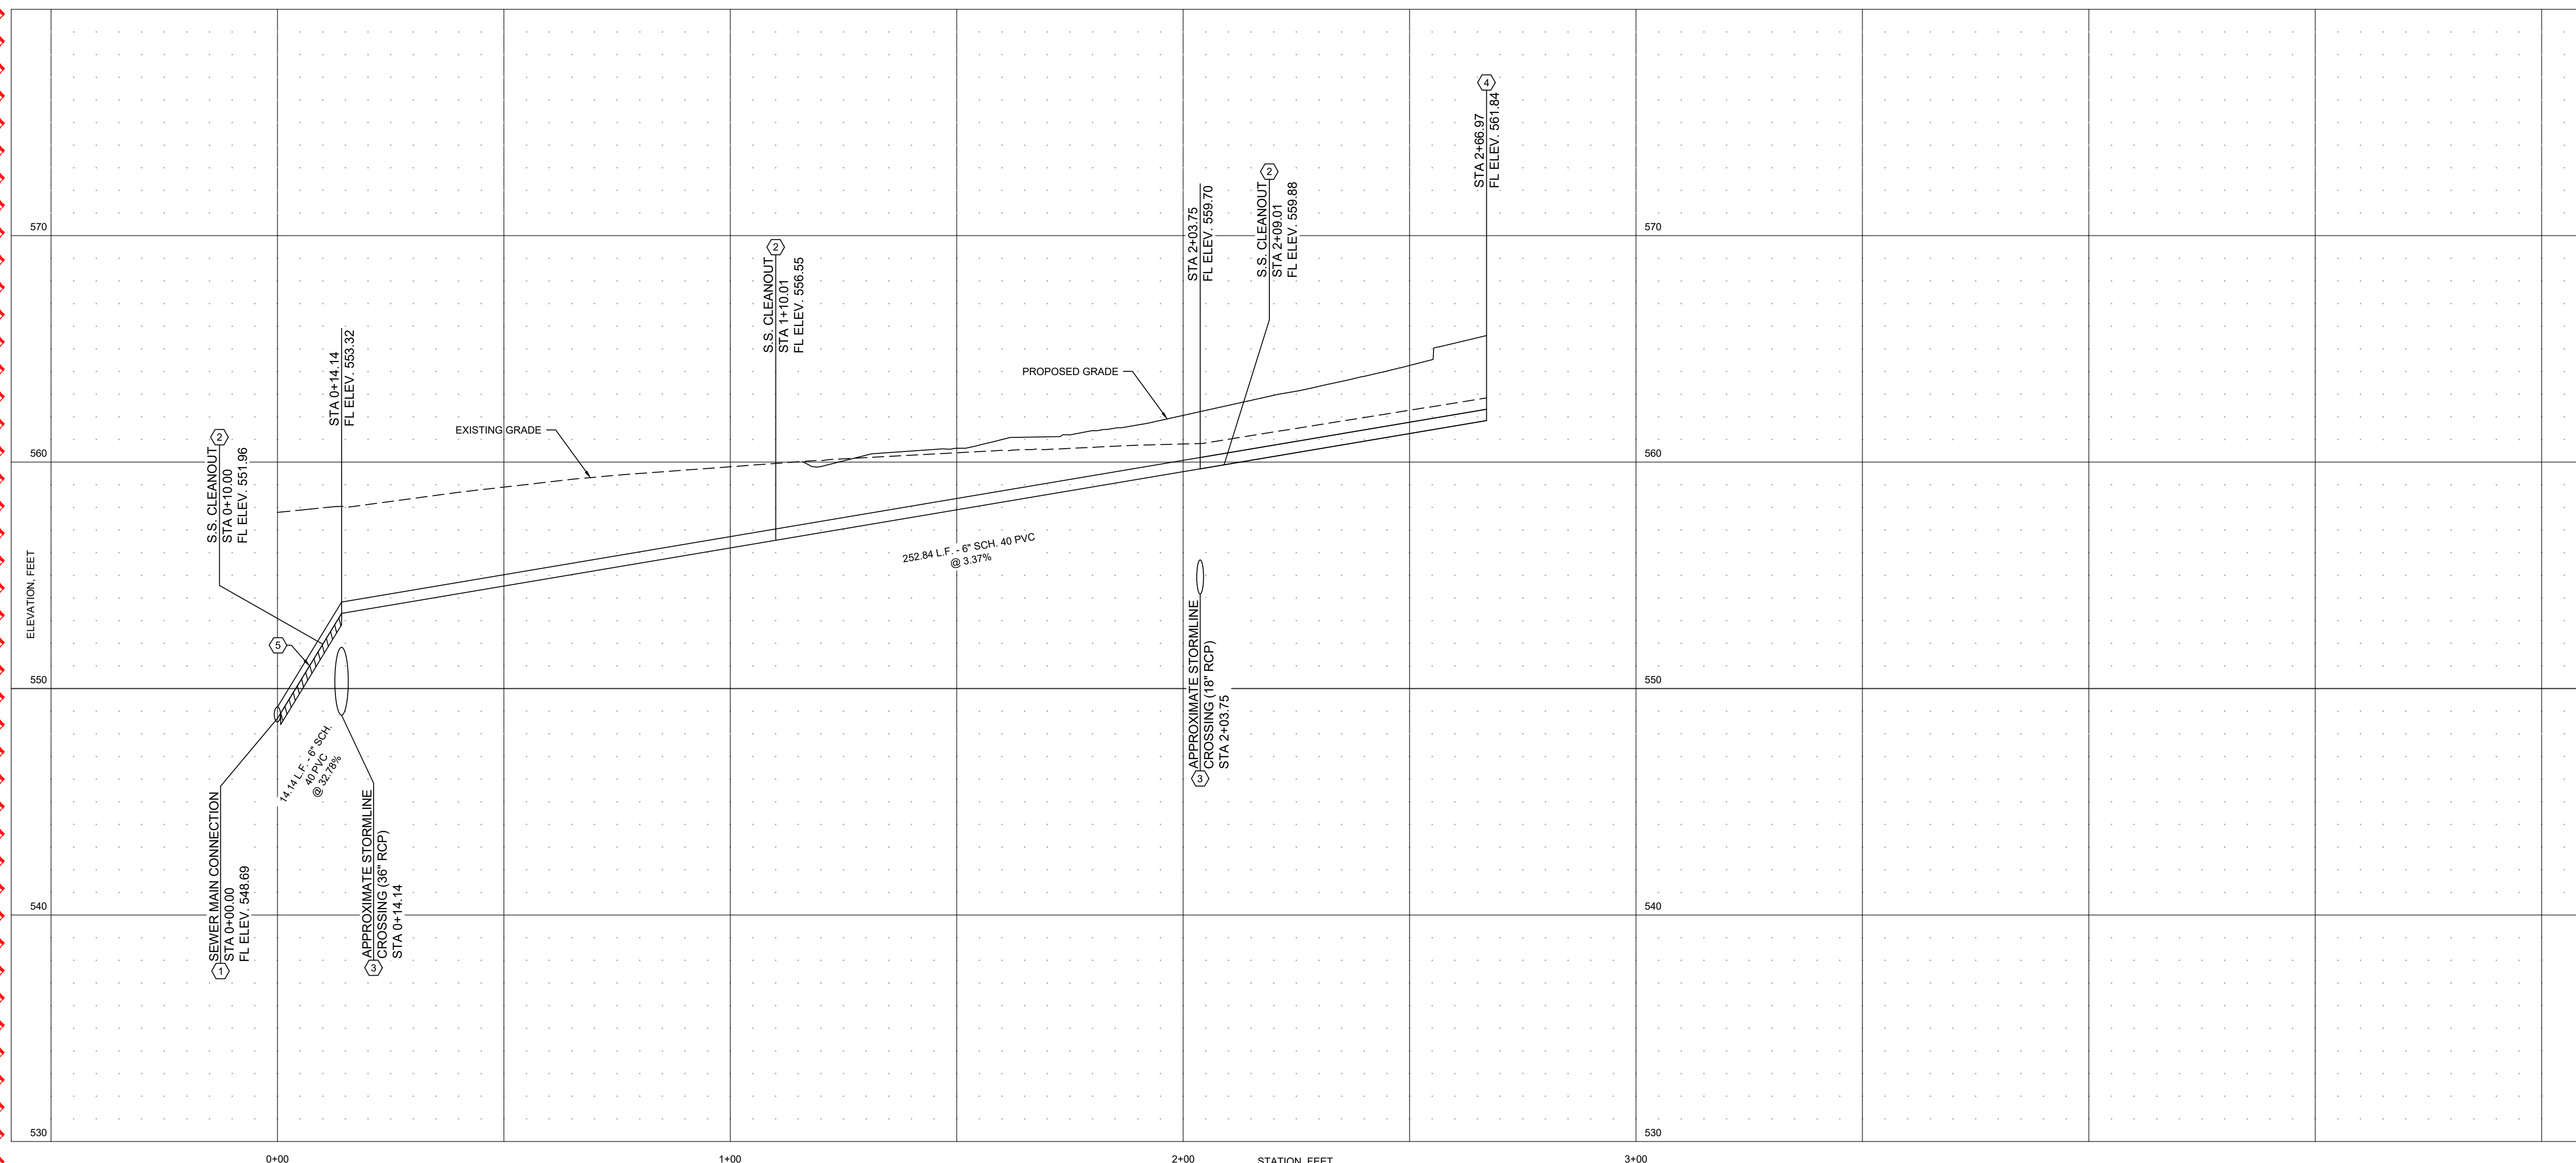 4
STA 2+66.97
FL ELEV. 561.84
2
S.S. CLEANOUT
STA 2+09.01
FL ELEV. 559.88
STA 2+03.75
FL ELEV. 559.70
570
570
2
S.S. CLEANOUT
STA 1+10.01
FL ELEV. 556.55
STA 0+14.14
FL ELEV. 553.32
PROPOSED GRADE
EXISTING GRADE
2
S.S. CLEANOUT
STA 0+10.00
FL ELEV. 551.96
560
560
252.84 L.F. - 6" SCH. 40 PVC
@ 3.37%
ELEVATION, FEET
5
550
550
APPROXIMATE STORMLINE
CROSSING (18" RCP)
STA 2+03.75
3
14.14 L.F. - 6" SCH.
40 PVC
@ 32.78%
SEWER MAIN CONNECTION
STA 0+00.00
FL ELEV. 548.69
1
APPROXIMATE STORMLINE
CROSSING (36" RCP)
STA 0+14.14
3
540
540
530
530
0+00
1+00
2+00
STATION, FEET
3+00